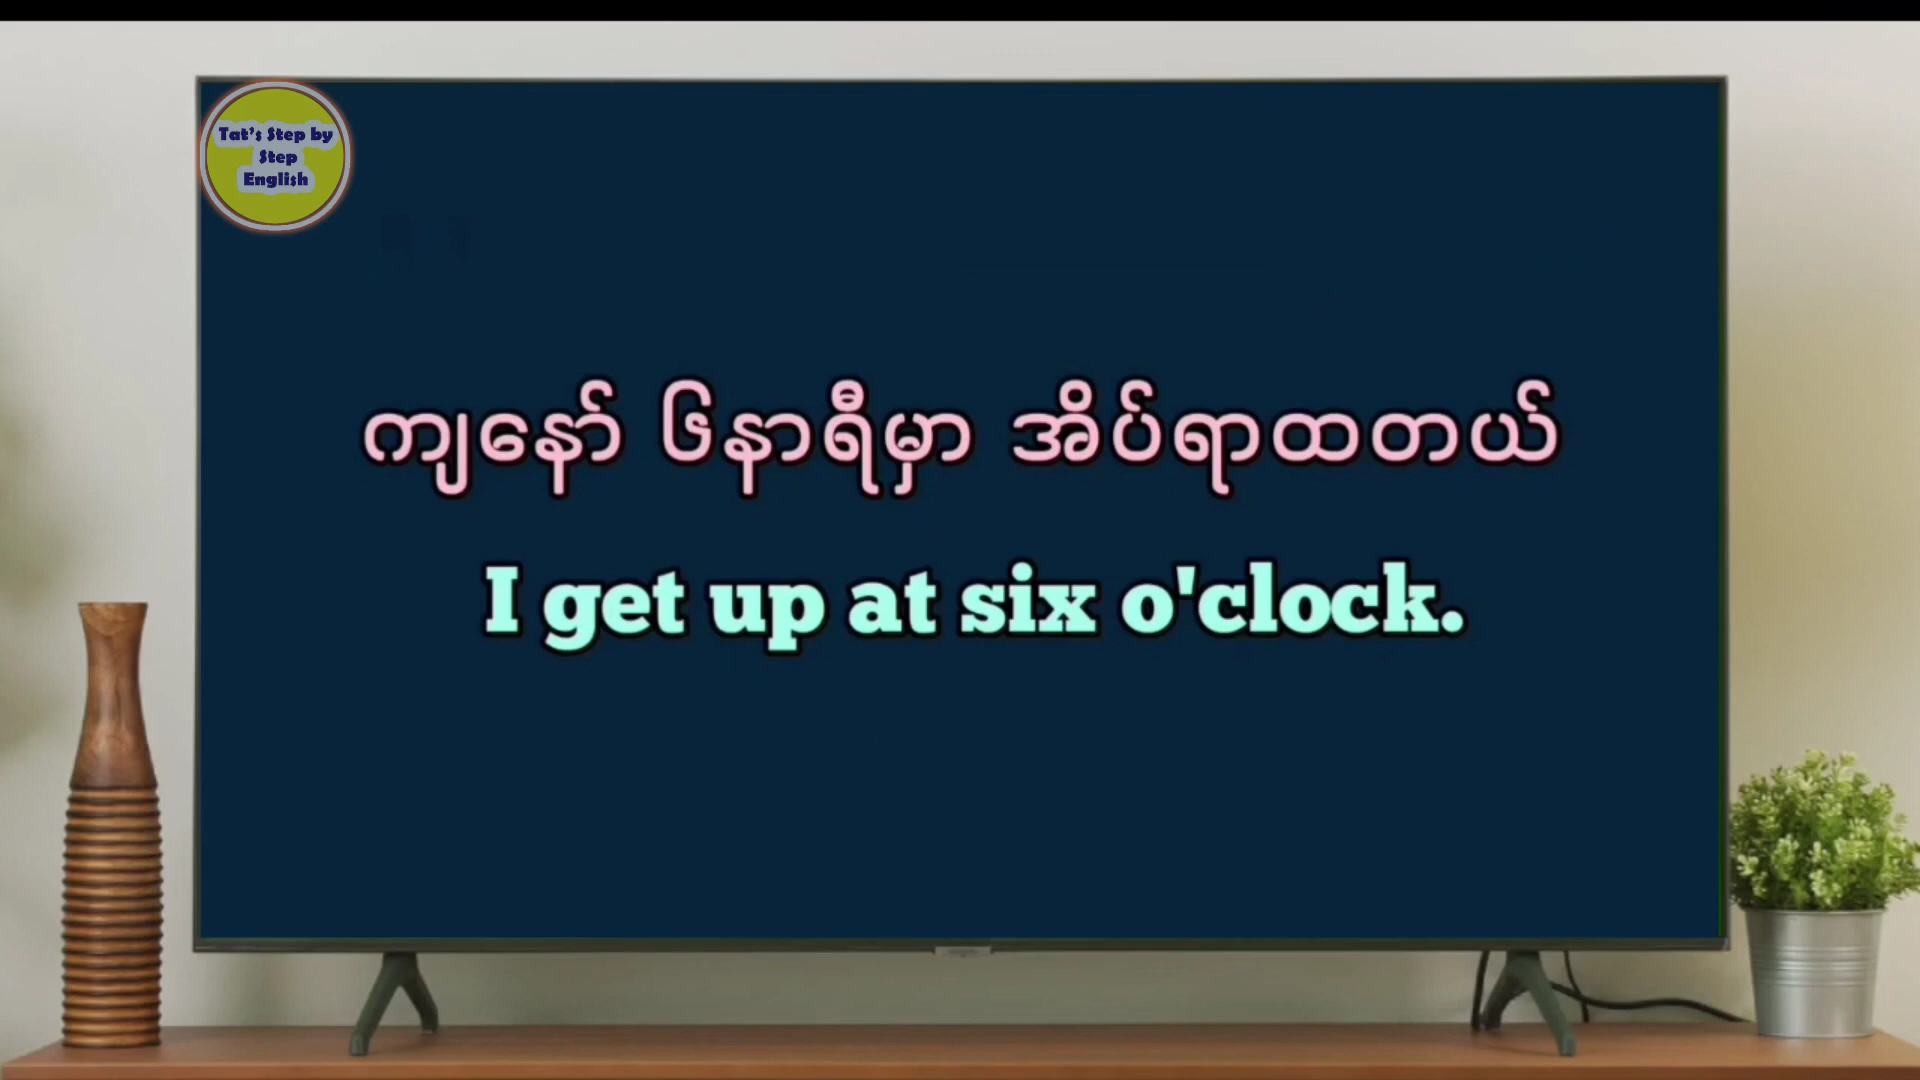 Tat's Step by
Step
English
ကျနော် ၆နာရီမှာ အိပ်ရာထတယ်
I get up at six o'clock.